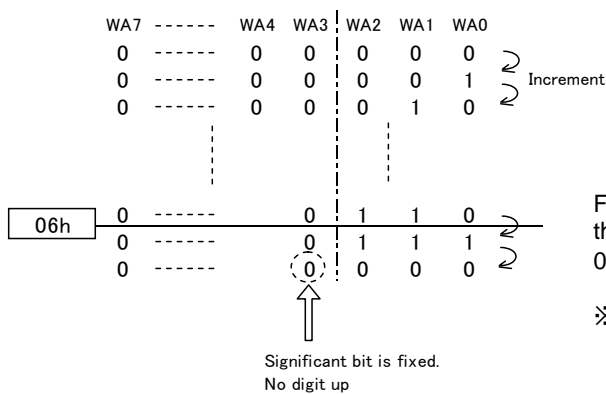 WA7 ------ WA4 WA3 WA2 WA1 WA0
0 ------ 0 0 0 0 0
0 ------ 0 0 0 0 1 Increment
0 ------ 0 0 0 1 0
0 ------ 0 1 1 0
06h
0 ------ 0 1 1 1
0 ------ 0 0 0 0
F
th
0
※
Significant bit is fixed.
No digit up